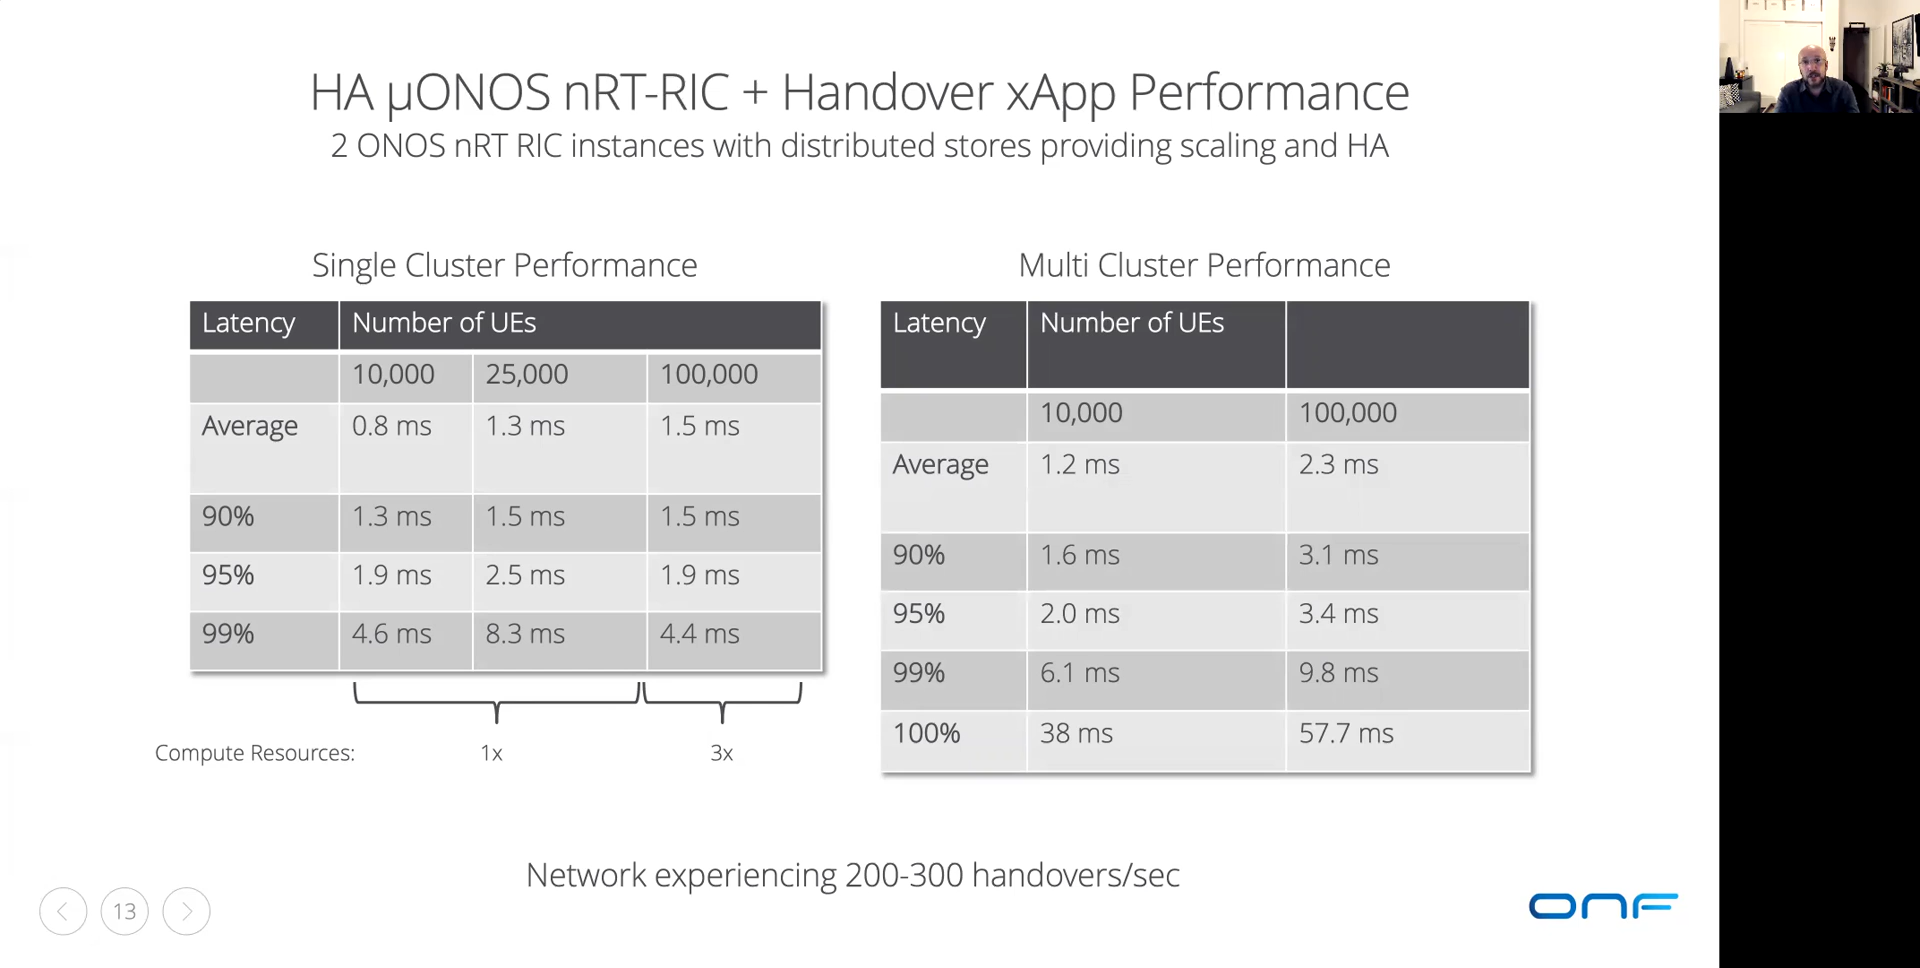 HA µONOS nRT-RIC + Handover xApp Performance
2 ONOS nRT RIC instances with distributed stores providing scaling and HA
Single Cluster Performance
Latency Number of UEs
10,000 25,000 100,000
Average 0.8 ms 1.3 ms 1.5 ms
90% 1.3 ms 1.5 ms 1.5 ms
95% 1.9 ms 2.5 ms 1.9 ms
99% 4.6 ms 8.3 ms 4.4 ms
Compute Resources: 1x 3x
Multi Cluster Performance
Latency Number of UEs
10,000 100,000
Average 1.2 ms 2.3 ms
90% 1.6 ms 3.1 ms
95% 2.0 ms 3.4 ms
99% 6.1 ms 9.8 ms
100% 38 ms 57.7 ms
Network experiencing 200-300 handovers/sec
13
ONF